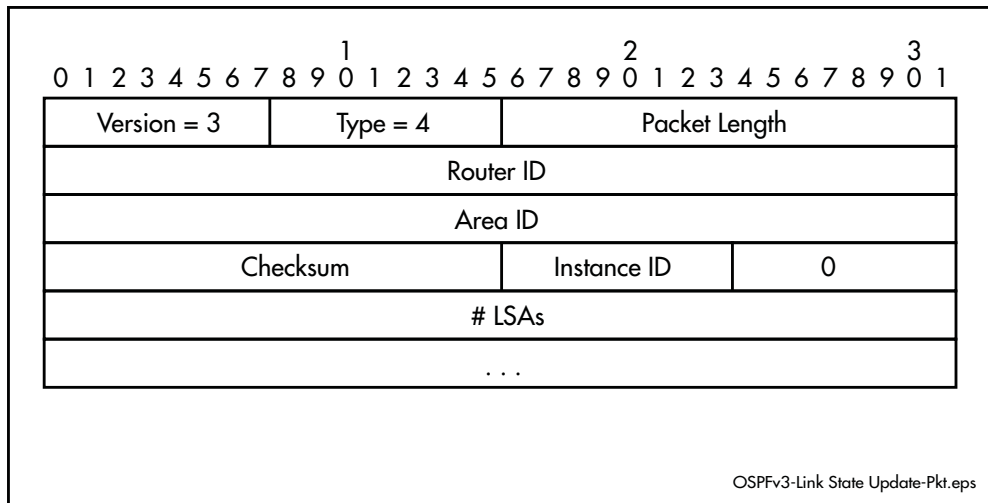 1 2 3
0 1 2 3 4 5 6 7 8 9 0 1 2 3 4 5 6 7 8 9 0 1 2 3 4 5 6 7 8 9 0 1
Version = 3 Type = 4 Packet Length
Router ID
Area ID
Checksum Instance ID 0
# LSAs
. . .
OSPFv3-Link State Update-Pkt.eps